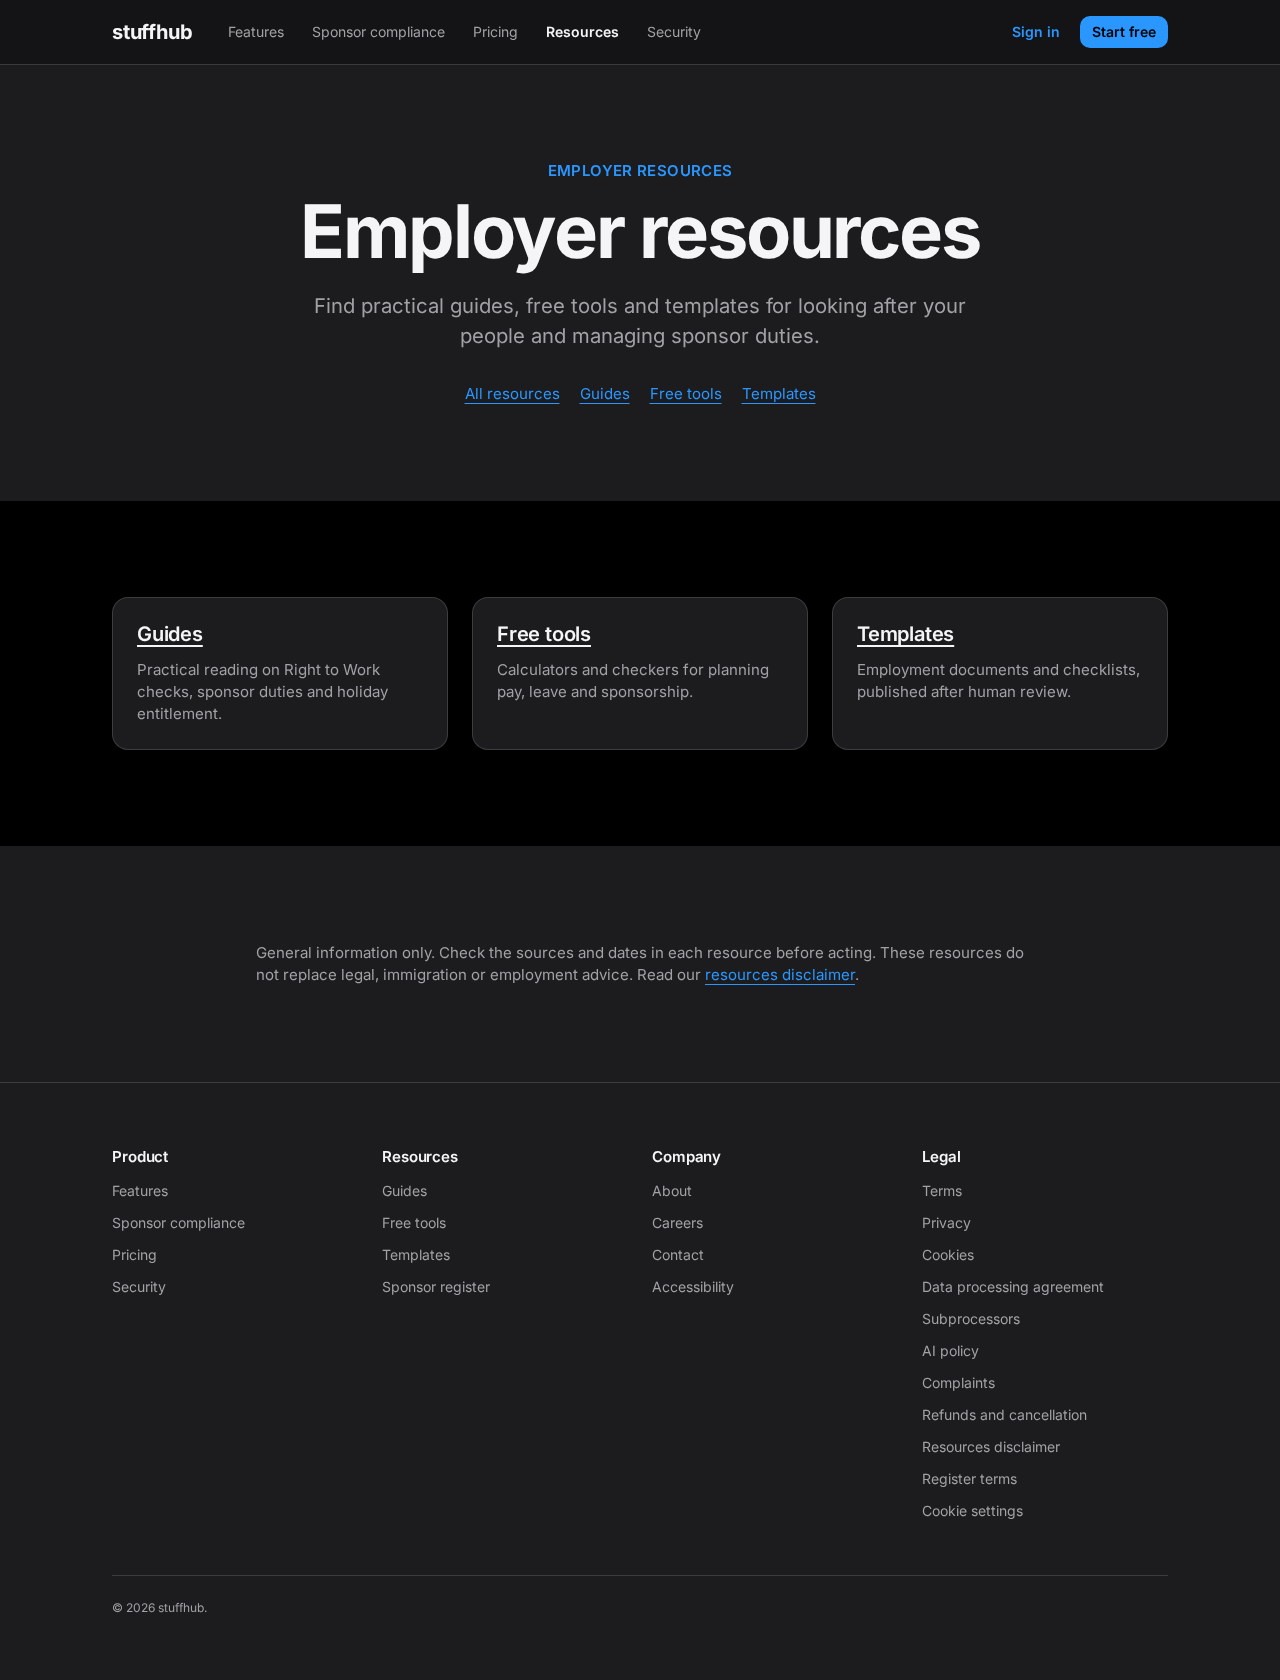 stuffhub
Features
Sponsor compliance
Pricing
Resources
Security
Sign in
Start free
EMPLOYER RESOURCES
Employer resources
Find practical guides, free tools and templates for looking after your
people and managing sponsor duties.
All resources
Guides
Free tools
Templates
Guides
Practical reading on Right to Work
checks, sponsor duties and holiday
entitlement.
Free tools
Calculators and checkers for planning
pay, leave and sponsorship.
Templates
Employment documents and checklists,
published after human review.
General information only. Check the sources and dates in each resource before acting. These resources do
not replace legal, immigration or employment advice. Read our resources disclaimer.
Product
Features
Sponsor compliance
Pricing
Security
Resources
Guides
Free tools
Templates
Sponsor register
Company
About
Careers
Contact
Accessibility
Legal
Terms
Privacy
Cookies
Data processing agreement
Subprocessors
AI policy
Complaints
Refunds and cancellation
Resources disclaimer
Register terms
Cookie settings
© 2026 stuffhub.